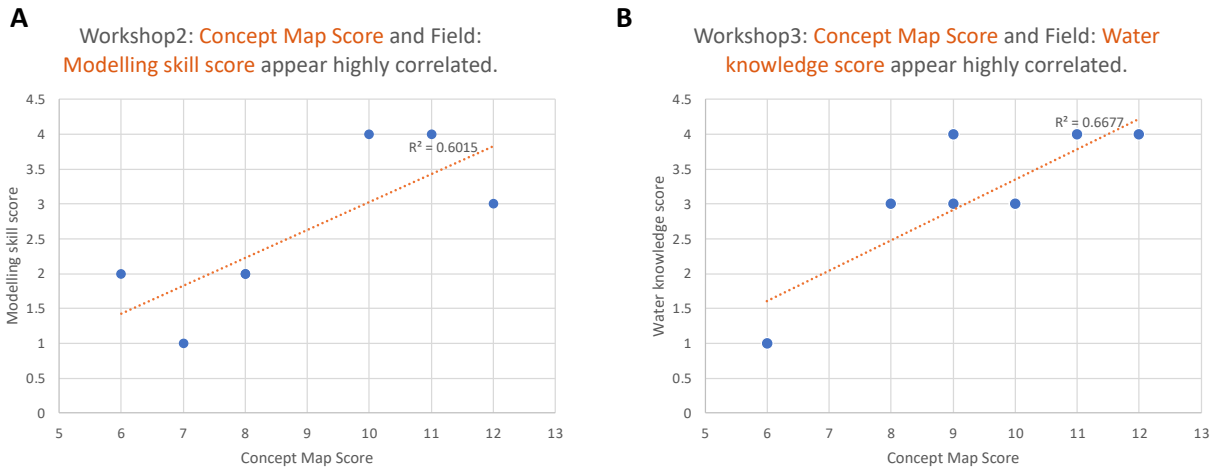 A
Workshop2: Concept Map Score and Field:
Modelling skill score appear highly correlated.
4.5
4
3.5
3
2.5
2
1.5
1
0.5
0
R² = 0.6015
Modelling skill score
5 6 7 8 9 10 11 12 13
Concept Map Score
B
Workshop3: Concept Map Score and Field: Water
knowledge score appear highly correlated.
4.5
4
3.5
3
2.5
2
1.5
1
0.5
0
R² = 0.6677
Water knowledge score
5 6 7 8 9 10 11 12 13
Concept Map Score